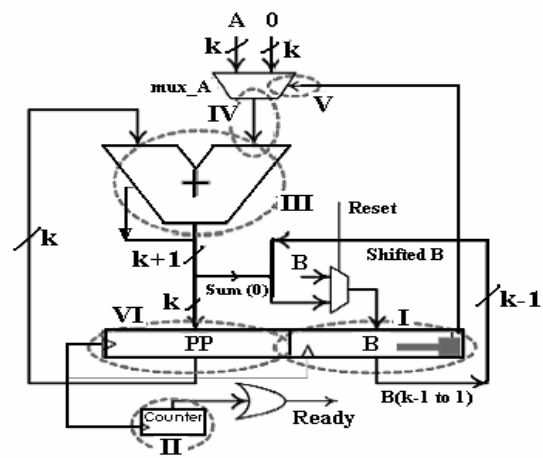 A 0
k k
mux_A
IV
V
+
III
k
k+1
Reset
B
Shifted B
Sum (0)
k
k-1
VI
I
PP
B
B(k-1 to 1)
Counter
Ready
II